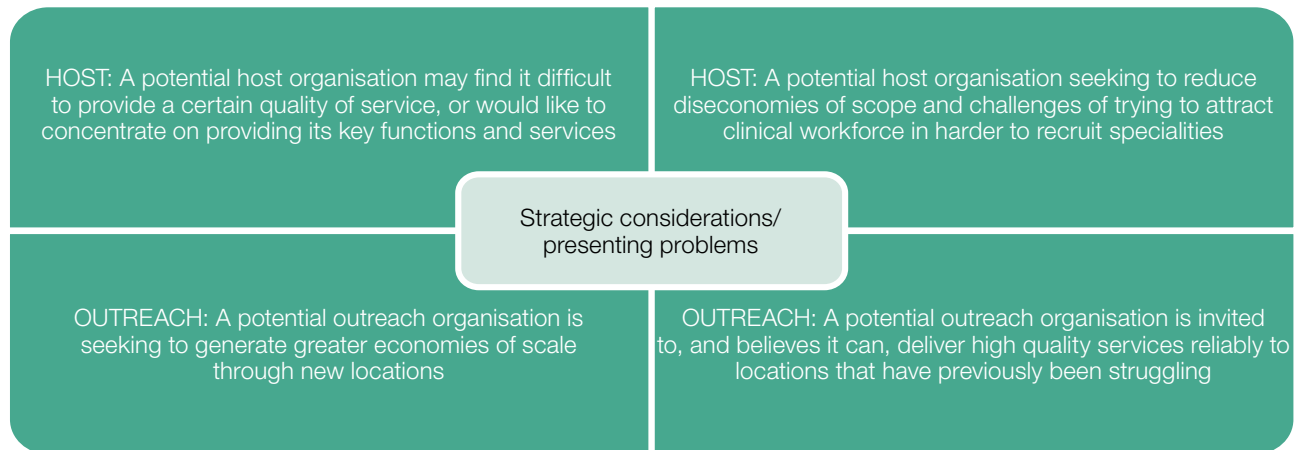 HOST: A potential host organisation may find it difficult
to provide a certain quality of service, or would like to
concentrate on providing its key functions and services
HOST: A potential host organisation seeking to reduce
diseconomies of scope and challenges of trying to attract
clinical workforce in harder to recruit specialities
Strategic considerations/
presenting problems
OUTREACH: A potential outreach organisation is
seeking to generate greater economies of scale
through new locations
OUTREACH: A potential outreach organisation is invited
to, and believes it can, deliver high quality services reliably to
locations that have previously been struggling